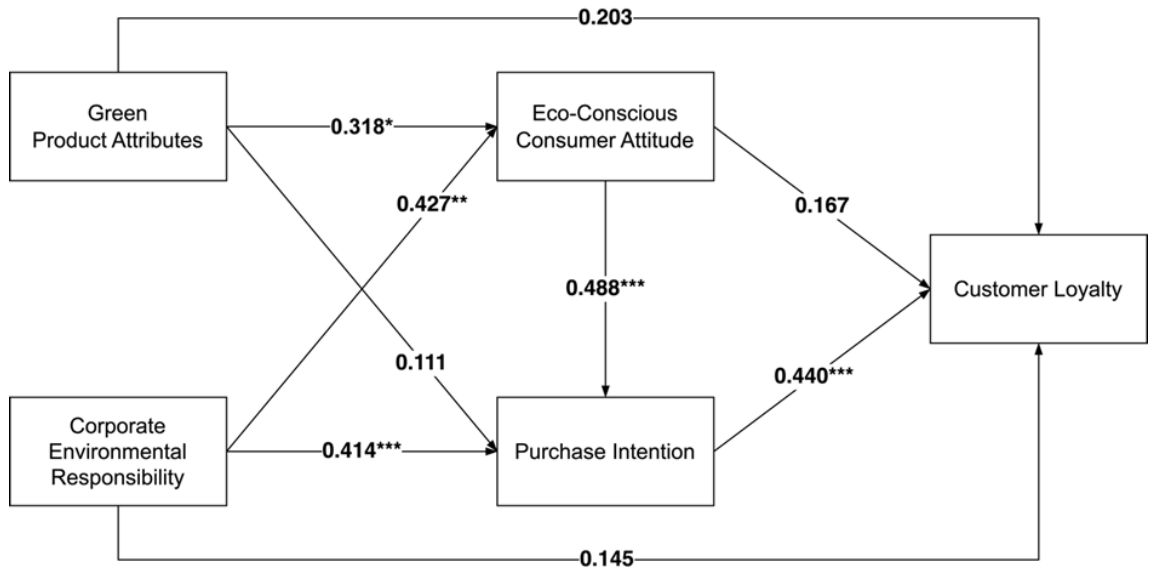 0.203
Green
Product Attributes
0.318*
Eco-Conscious
Consumer Attitude
0.427**
0.167
0.488***
Customer Loyalty
0.111
0.440***
Corporate
Environmental
Responsibility
0.414***
Purchase Intention
0.145